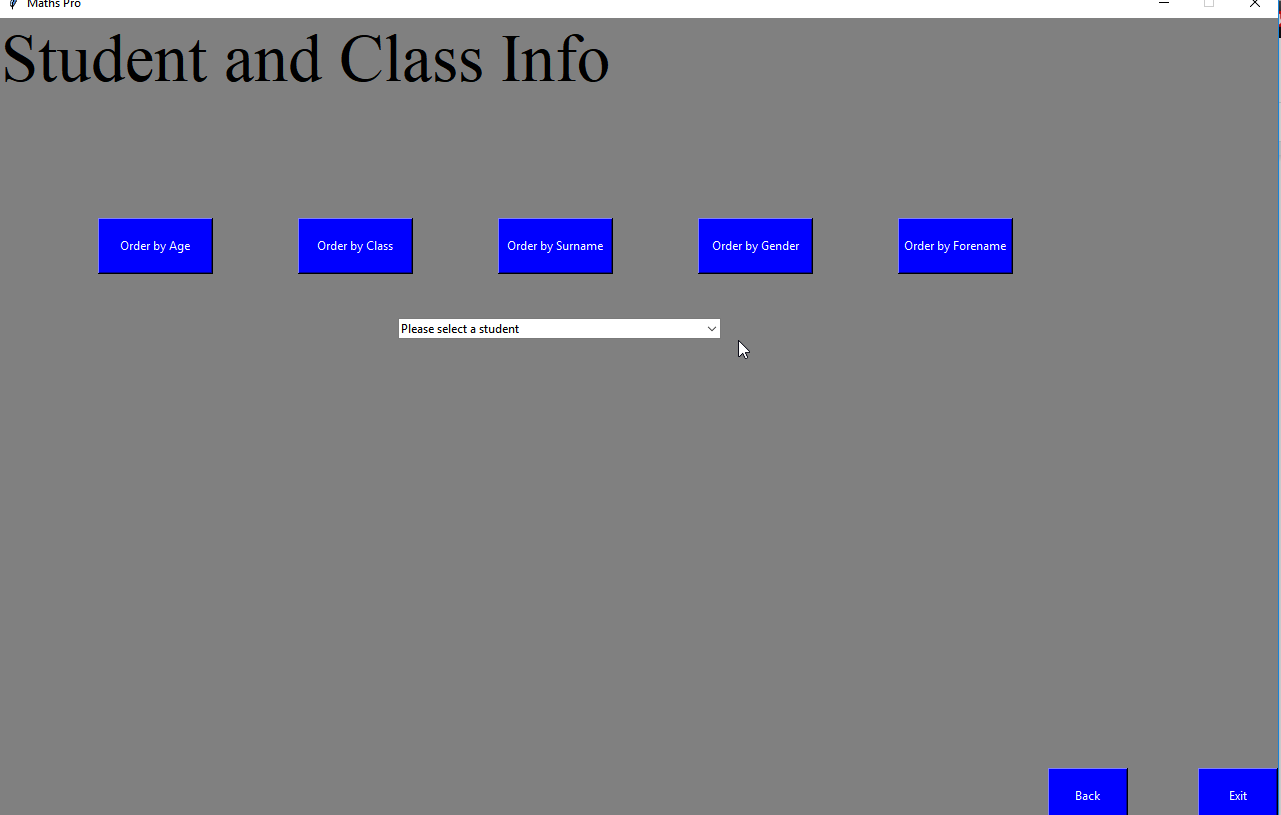 Maths Pro
Student and Class Info
Order by Age
Order by Class
Order by Surname
Order by Gender
Order by Forename
Please select a student
Back
Exit